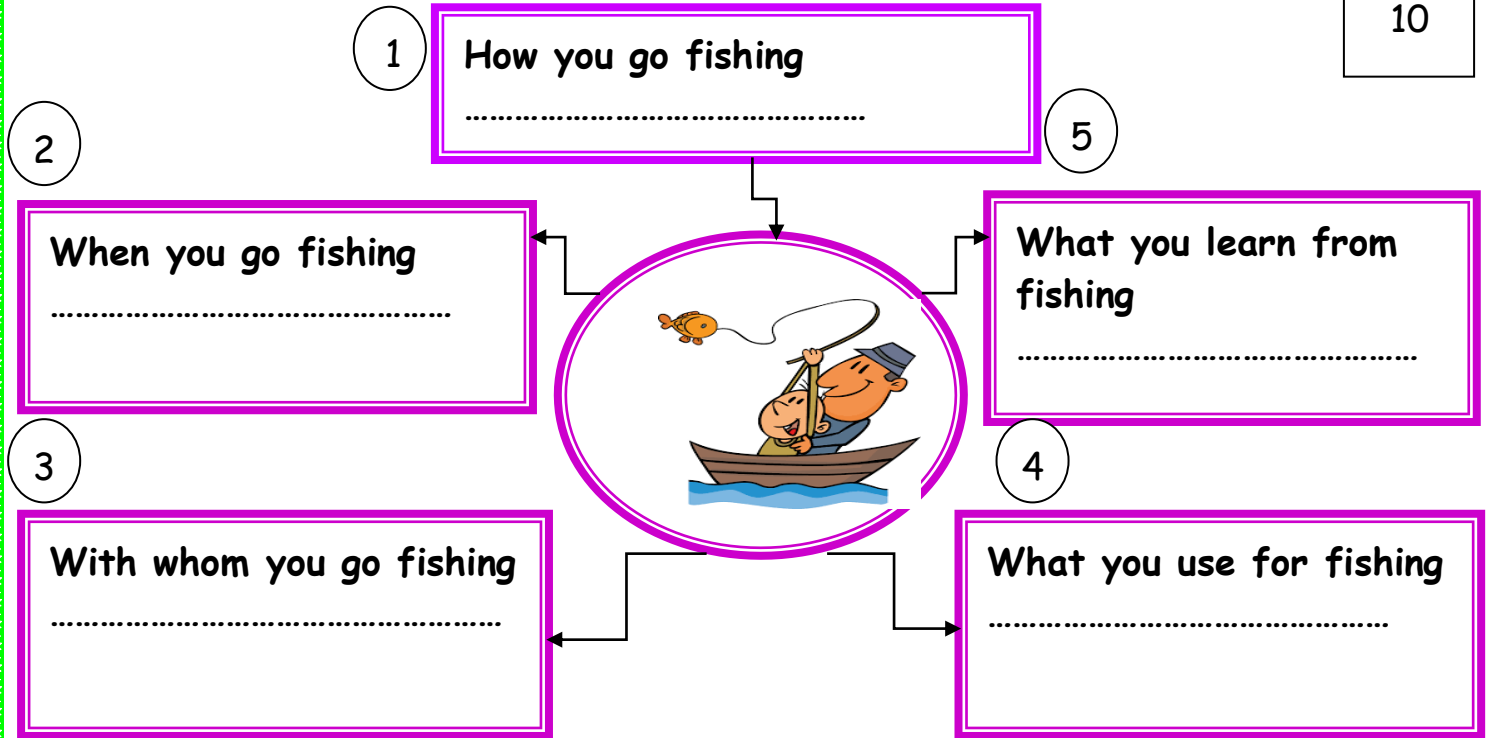 10
1
How you go fishing
…………………………………………
5
2
When you go fishing
…………………………………………
What you learn from
fishing
…………………………………………
3
With whom you go fishing
………………………………………………
4
What you use for fishing
…………………………………………